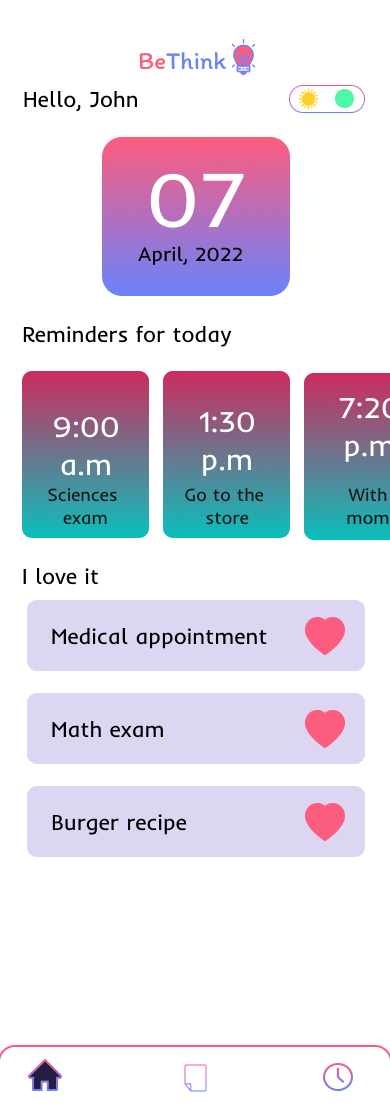 BeThink
Hello, John
07
April, 2022
Reminders for today
9:00
a.m
Sciences
exam
1:30
p.m
Go to the
store
7:20
p.m
With
mom
I love it
Medical appointment
Math exam
Burger recipe